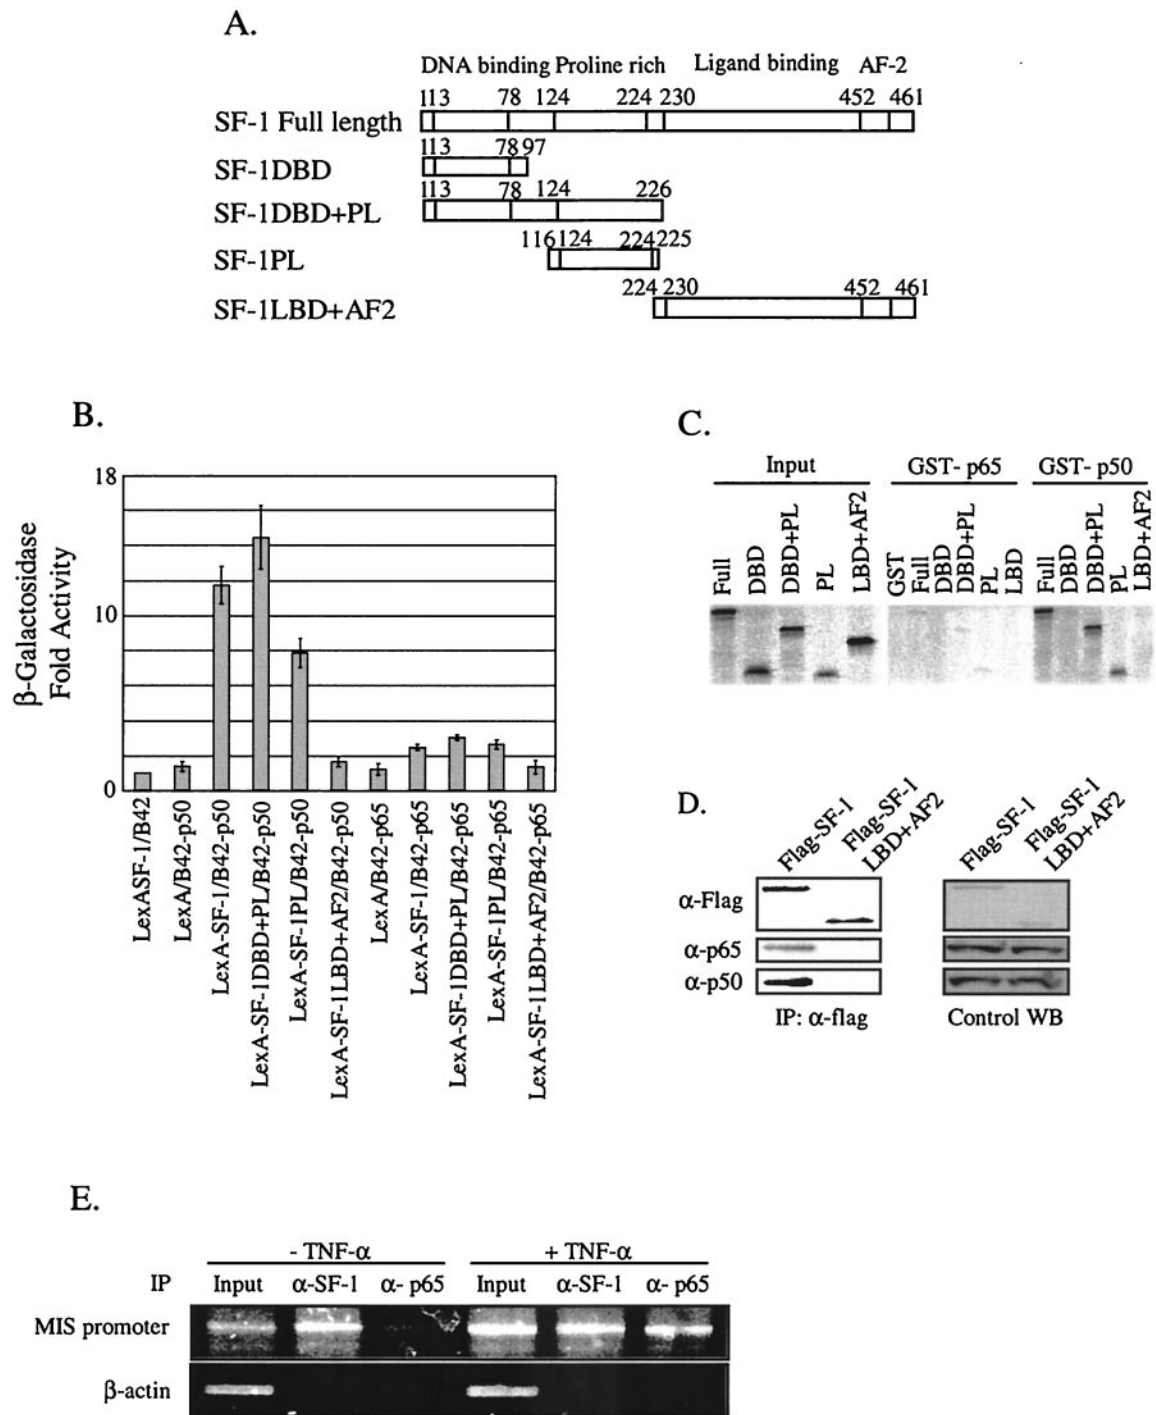 A.
DNA binding Proline rich Ligand binding AF-2
113 78 124 224 230 452 461
SF-1 Full length
113 78 97
SF-1DBD
113 78 124 226
SF-1DBD+PL
116 124 224 225
SF-1PL
224 230 452 461
SF-1LBD+AF2
B.
β-Galactosidase
Fold Activity
18
10
0
LexASF-1/B42
LexA/B42-p50
LexA-SF-1/B42-p50
LexA-SF-1DBD+PL/B42-p50
LexA-SF-1PL/B42-p50
LexA-SF-1LBD+AF2/B42-p50
LexA/B42-p65
LexA-SF-1/B42-p65
LexA-SF-1DBD+PL/B42-p65
LexA-SF-1PL/B42-p65
LexA-SF-1LBD+AF2/B42-p65
C.
Input GST- p65 GST- p50
Full DBD DBD+PL PL LBD+AF2 GST Full DBD DBD+PL PL LBD Full DBD DBD+PL PL LBD+AF2
D.
Flag-SF-1
Flag-SF-1
LBD+AF2
Flag-SF-1
Flag-SF-1
LBD+AF2
α-Flag
α-p65
α-p50
IP: α-flag Control WB
E.
- TNF-α + TNF-α
IP Input α-SF-1 α- p65 Input α-SF-1 α- p65
MIS promoter
β-actin